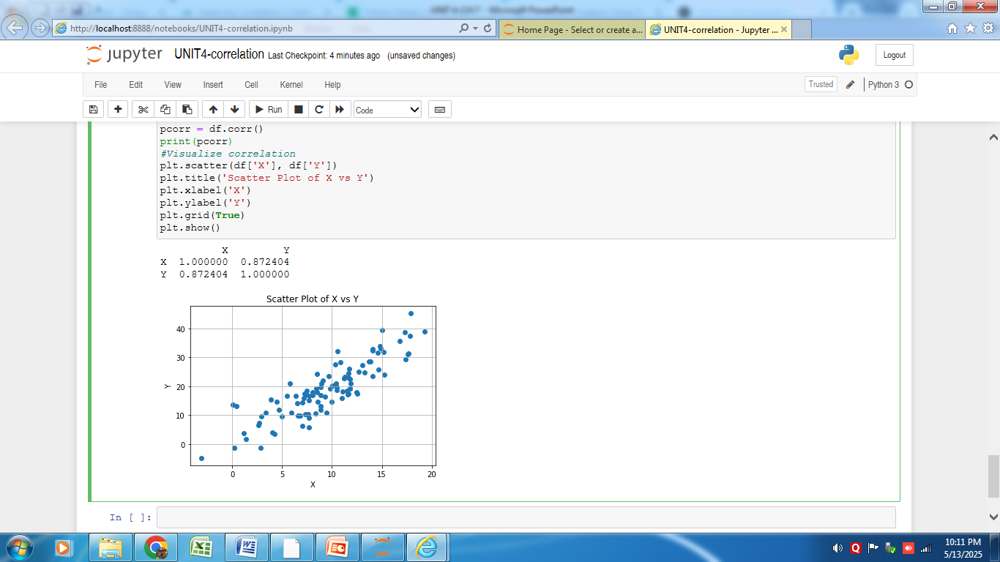 http://localhost:8888/notebooks/UNIT4-correlation.ipynb
Home Page - Select or create a...
UNIT4-correlation - Jupyter ...
jupyter UNIT4-correlation Last Checkpoint: 4 minutes ago (unsaved changes)
Logout
File Edit View Insert Cell Kernel Help
Trusted
Python 3
Run
Code
pcorr = df.corr()
print(pcorr)
#Visualize correlation
plt.scatter(df['X'], df['Y'])
plt.title('Scatter Plot of X vs Y')
plt.xlabel('X')
plt.ylabel('Y')
plt.grid(True)
plt.show()
X Y
X 1.000000 0.872404
Y 0.872404 1.000000
Scatter Plot of X vs Y
40
30
20
10
0
Y
0 5 10 15 20
X
In [ ]:
10:11 PM
5/13/2025